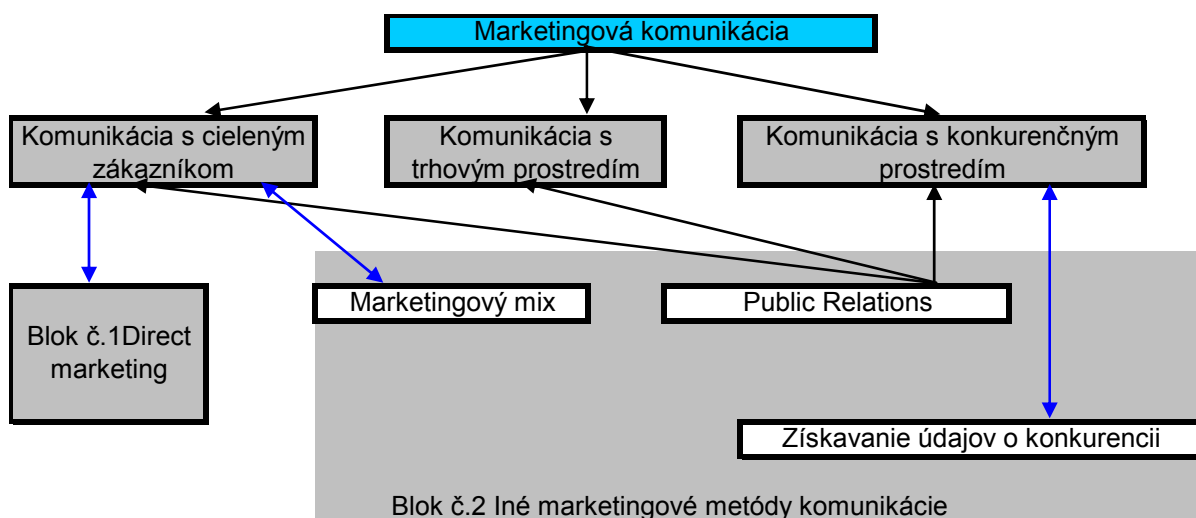 Marketingová komunikácia
Komunikácia s cieleným
zákazníkom
Komunikácia s
trhovým prostredím
Komunikácia s konkurenčným
prostredím
Blok č.1Direct
marketing
Marketingový mix
Public Relations
Získavanie údajov o konkurencii
Blok č.2 Iné marketingové metódy komunikácie